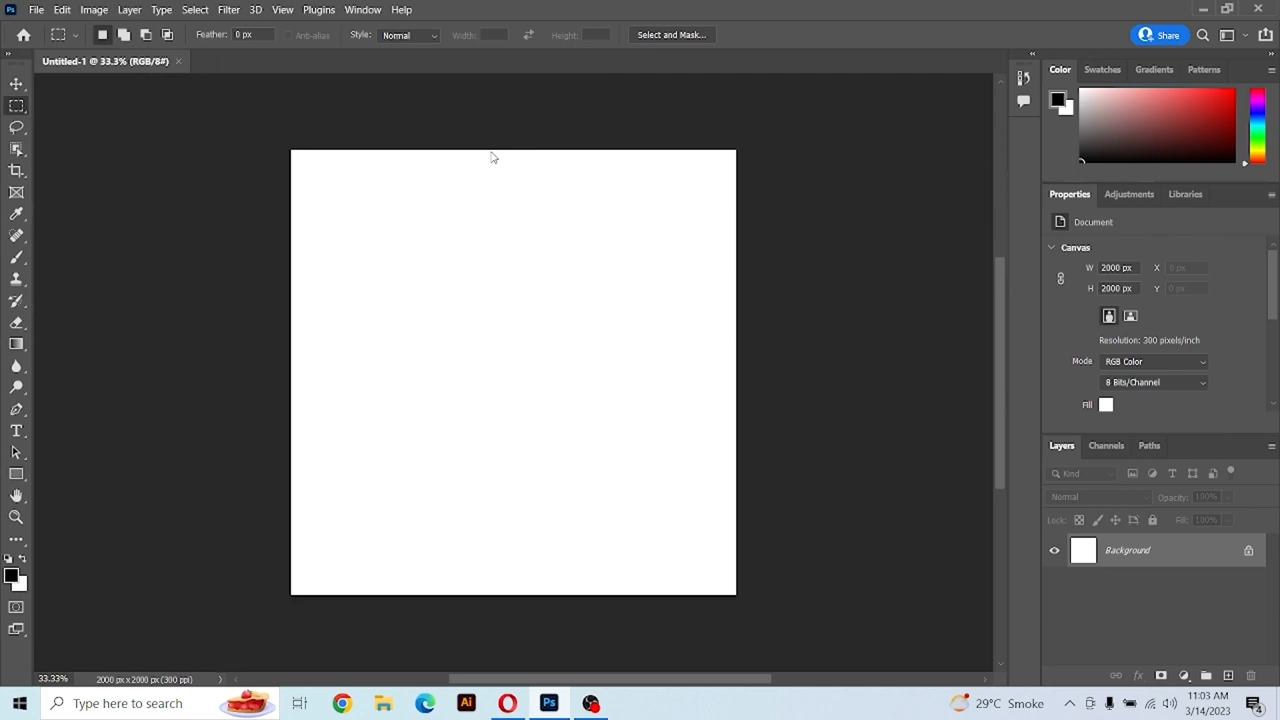 Ps File Edit Image Layer Type Select Filter 3D View Plugins Window Help
Feather: 0 px Anti-alias Style: Normal Width: Height: Select and Mask... Share
Untitled-1 @ 33.3% (RGB/8#)
Color Swatches Gradients Patterns
Properties Adjustments Libraries
Document
Canvas
W 2000 px X 0 px
H 2000 px Y 0 px
Resolution: 300 pixels/inch
Mode RGB Color
8 Bits/Channel
Fill
Layers Channels Paths
Kind
Normal Opacity: 100%
Lock: Fill: 100%
Background
33.33% 2000 px x 2000 px (300 ppi)
Type here to search Ai Ps 29°C Smoke 11:03 AM
3/14/2023 4